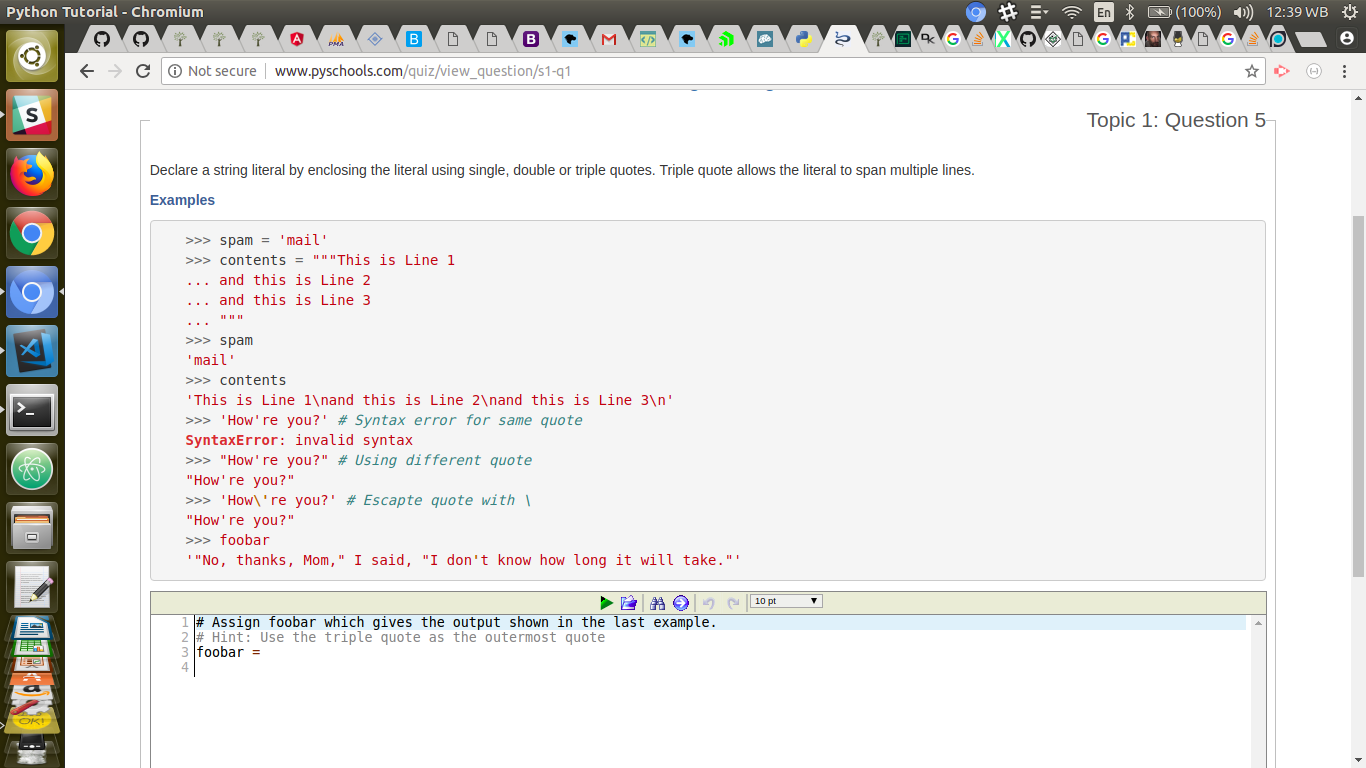 Python Tutorial - Chromium
En
(100%)
12:39 WB
PMA
B
B
DK
G
G
G
Not secure
www.pyschools.com/quiz/view_question/s1-q1
S
OK!
Topic 1: Question 5
Declare a string literal by enclosing the literal using single, double or triple quotes. Triple quote allows the literal to span multiple lines.
Examples
>>> spam = 'mail'
>>> contents = """This is Line 1
... and this is Line 2
... and this is Line 3
... """
>>> spam
'mail'
>>> contents
'This is Line 1\nand this is Line 2\nand this is Line 3\n'
>>> 'How're you?' # Syntax error for same quote
SyntaxError: invalid syntax
>>> "How're you?" # Using different quote
"How're you?"
>>> 'How\'re you?' # Escapte quote with \
"How're you?"
>>> foobar
'"No, thanks, Mom," I said, "I don't know how long it will take."'
10 pt
1 # Assign foobar which gives the output shown in the last example.
2 # Hint: Use the triple quote as the outermost quote
3 foobar =
4